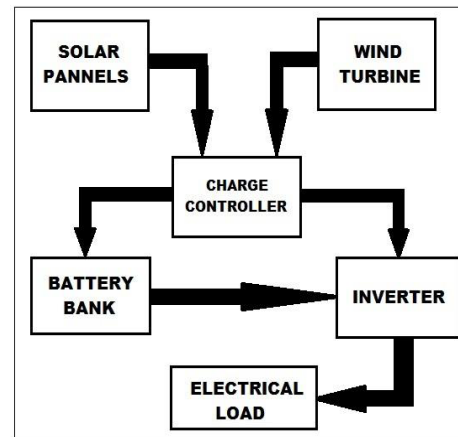 SOLAR
PANNELS
WIND
TURBINE
CHARGE
CONTROLLER
BATTERY
BANK
INVERTER
ELECTRICAL
LOAD